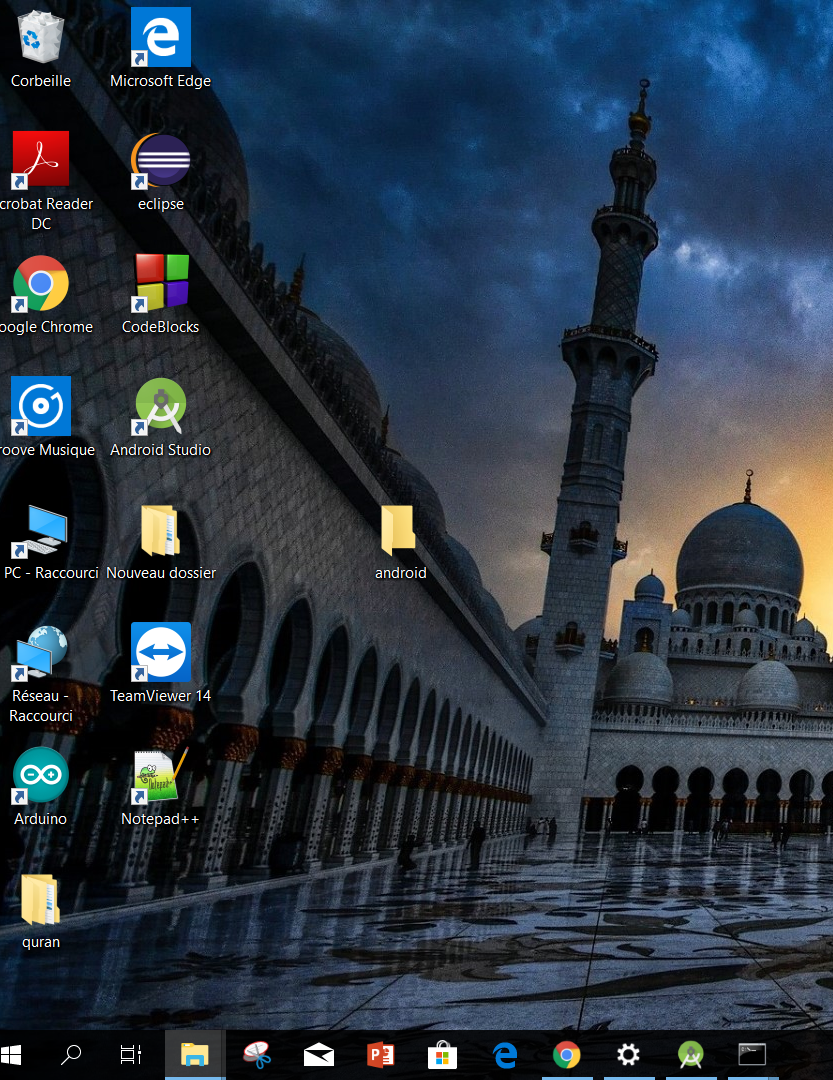 Corbeille
Microsoft Edge
crobat Reader
DC
eclipse
oogle Chrome
CodeBlocks
roove Musique
Android Studio
PC - Raccourci
Nouveau dossier
android
Réseau -
Raccourci
TeamViewer 14
Arduino
Notepad++
quran